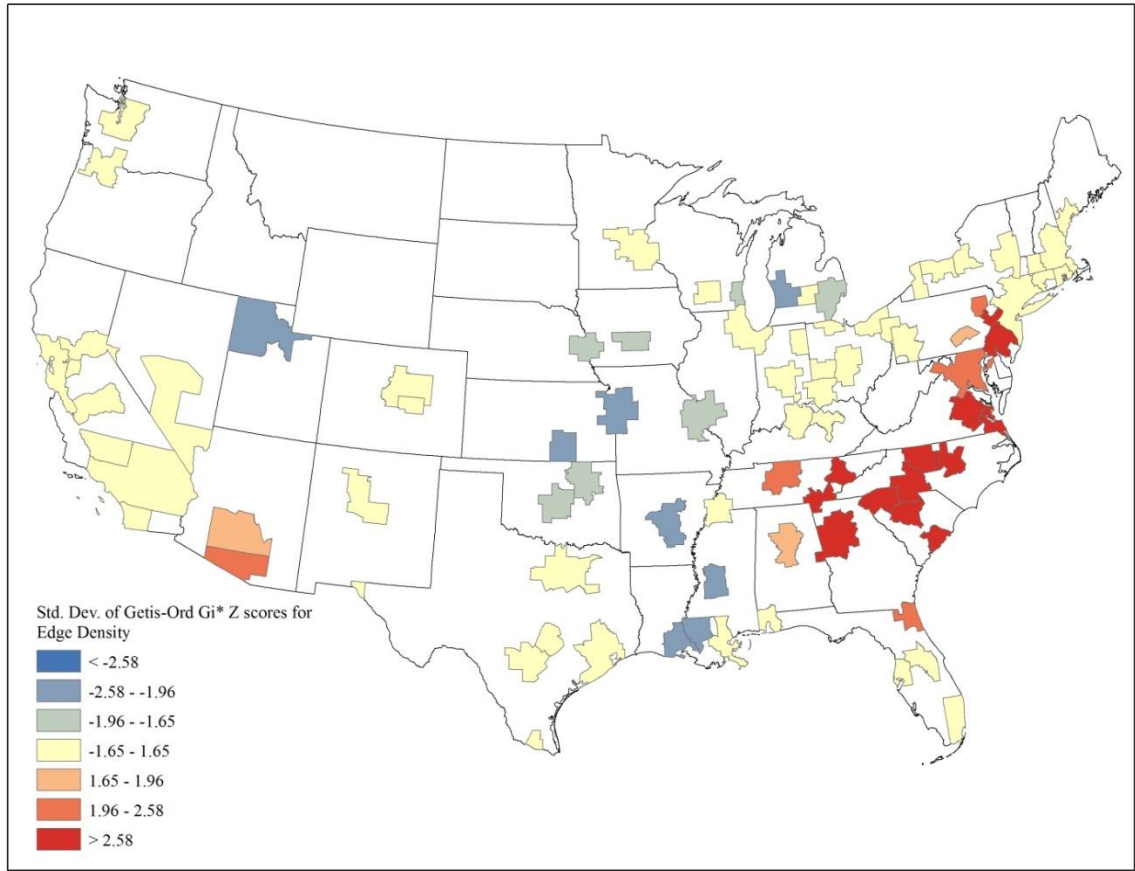 Std. Dev. of Getis-Ord Gi* Z scores for
Edge Density
< -2.58
-2.58 - -1.96
-1.96 - -1.65
-1.65 - 1.65
1.65 - 1.96
1.96 - 2.58
> 2.58